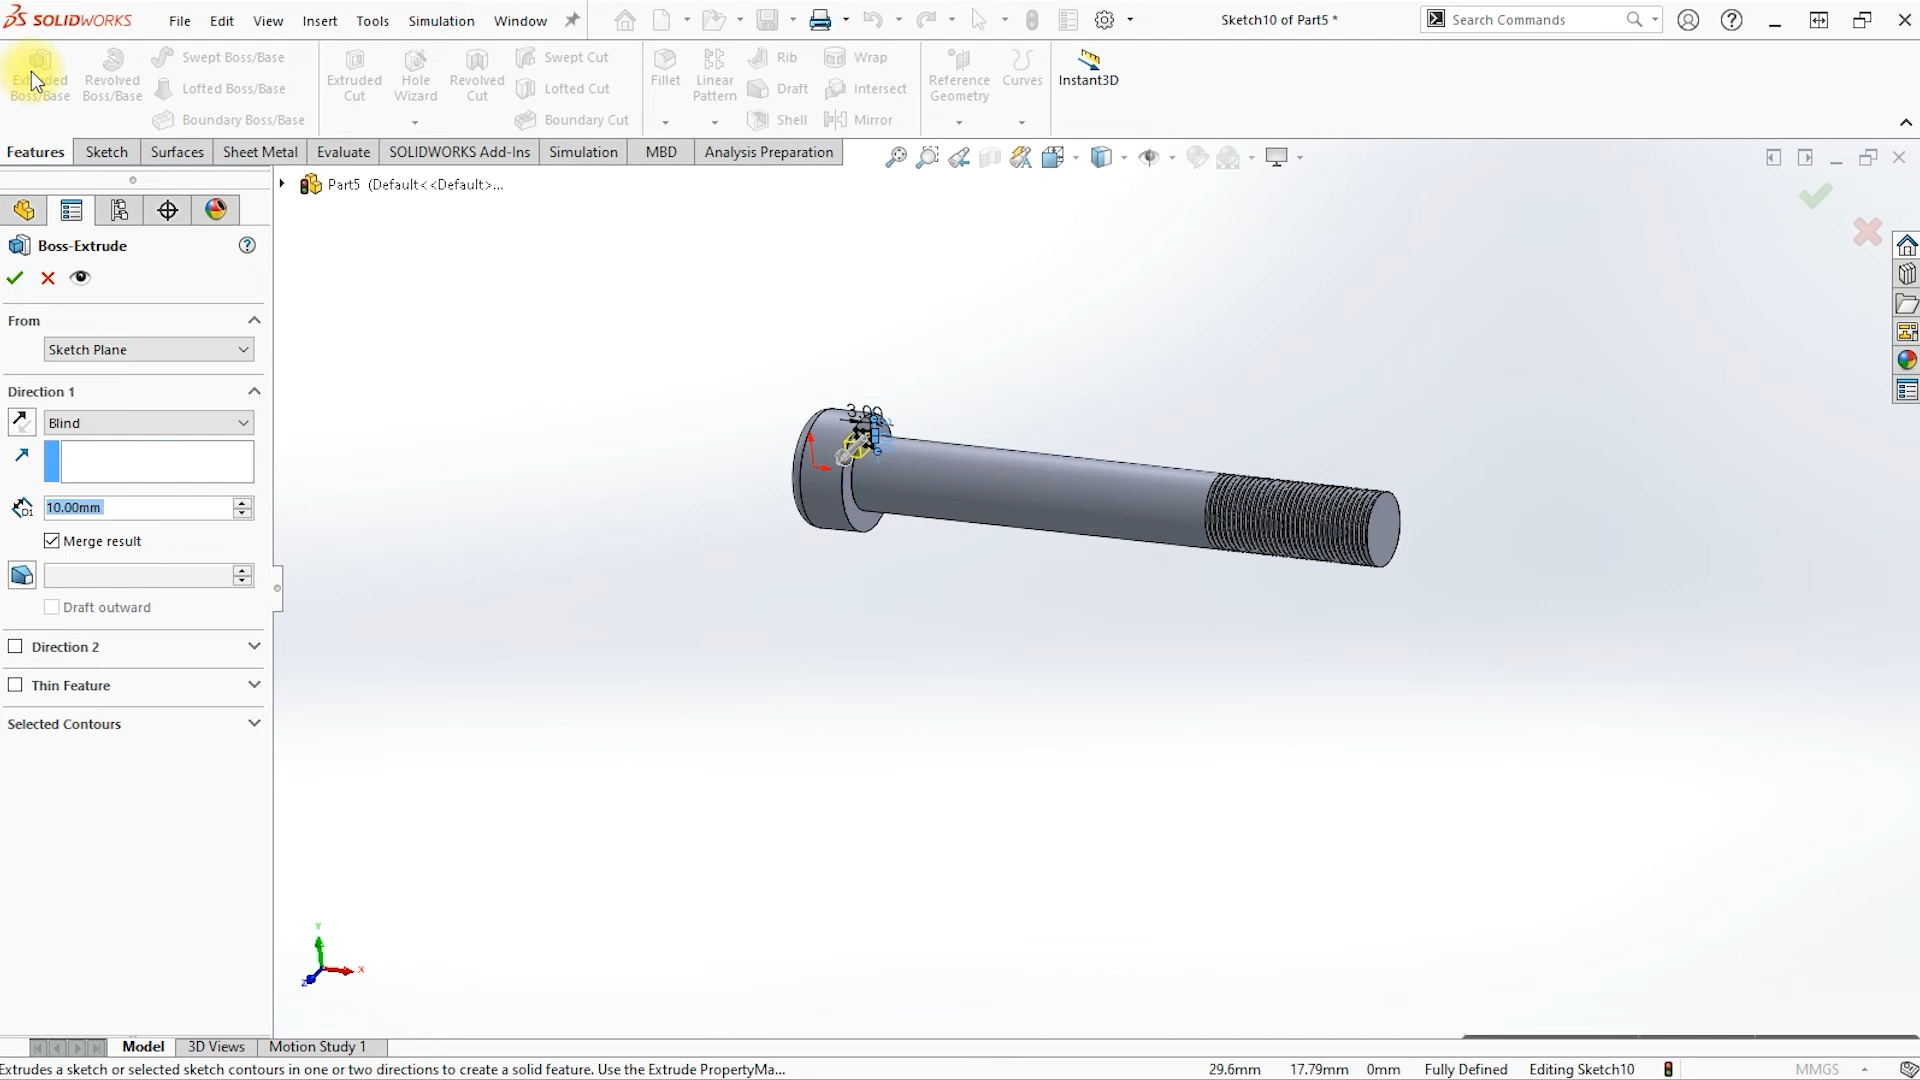 SOLIDWORKS File Edit View Insert Tools Simulation Window Sketch10 of Part5 * Search Commands
Extruded Boss/Base
Revolved Boss/Base
Swept Boss/Base
Lofted Boss/Base
Boundary Boss/Base
Extruded Cut
Hole Wizard
Revolved Cut
Swept Cut
Lofted Cut
Boundary Cut
Fillet
Linear Pattern
Rib
Draft
Shell
Wrap
Intersect
Mirror
Reference Geometry
Curves
Instant3D
Features Sketch Surfaces Sheet Metal Evaluate SOLIDWORKS Add-Ins Simulation MBD Analysis Preparation
Part5 (Default<<Default>...
Boss-Extrude
From
Sketch Plane
Direction 1
Blind
D1 10.00mm
Merge result
Draft outward
Direction 2
Thin Feature
Selected Contours
3.00
Y
X
Z
Model 3D Views Motion Study 1
Extrudes a sketch or selected sketch contours in one or two directions to create a solid feature. Use the Extrude PropertyMa... 29.6mm 17.79mm 0mm Fully Defined Editing Sketch10 MMGS